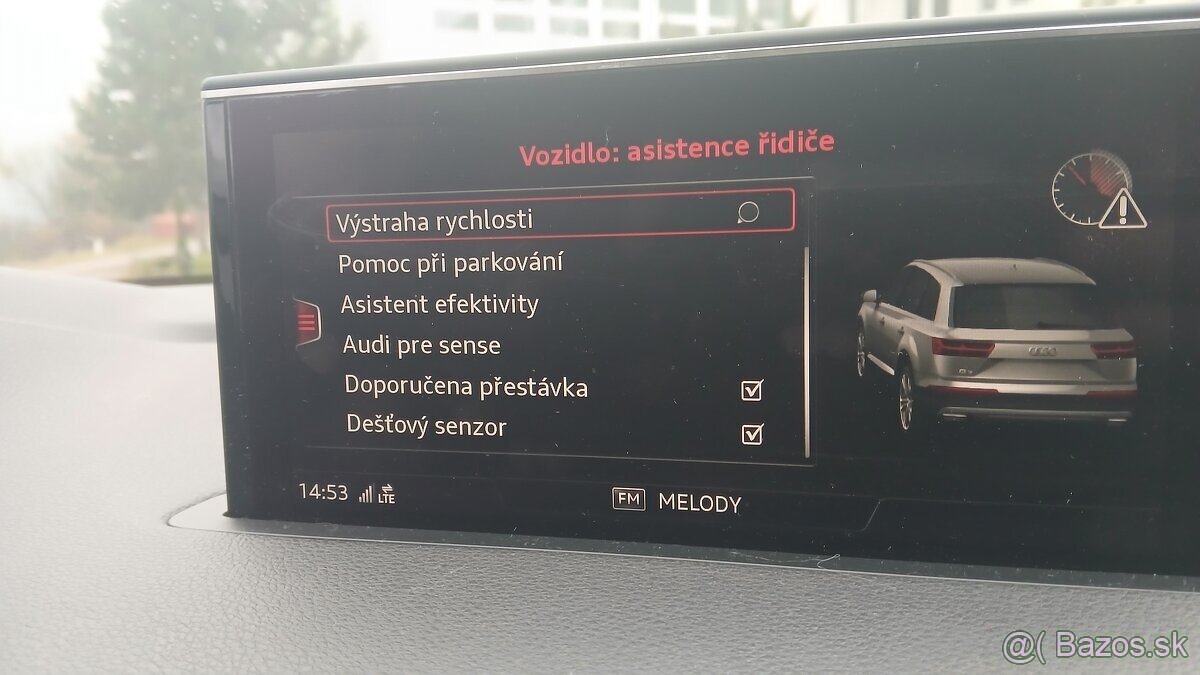 Vozidlo: asistence řidiče
Výstraha rychlosti
Pomoc při parkování
Asistent efektivity
Audi pre sense
Doporučena přestávka
Dešťový senzor
14:53 LTE
FM MELODY
@( Bazos.sk